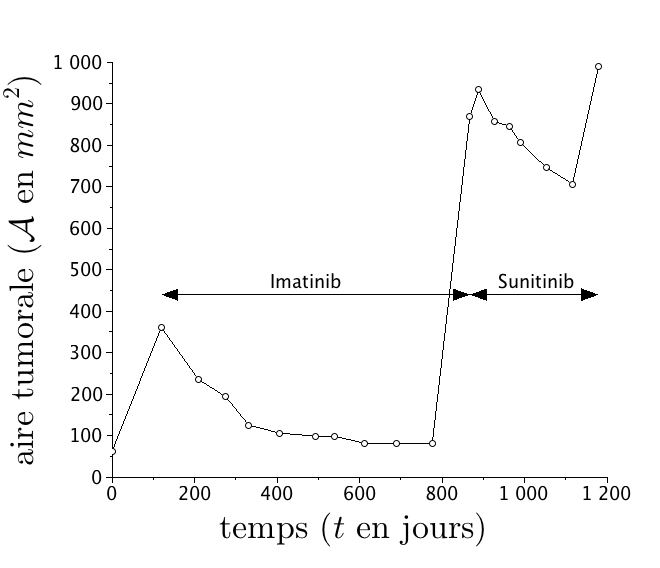 1 000
900
800
700
600
500
400
300
200
100
0
aire tumorale (𝒜 en mm²)
Imatinib
Sunitinib
0 200 400 600 800 1 000 1 200
temps (t en jours)